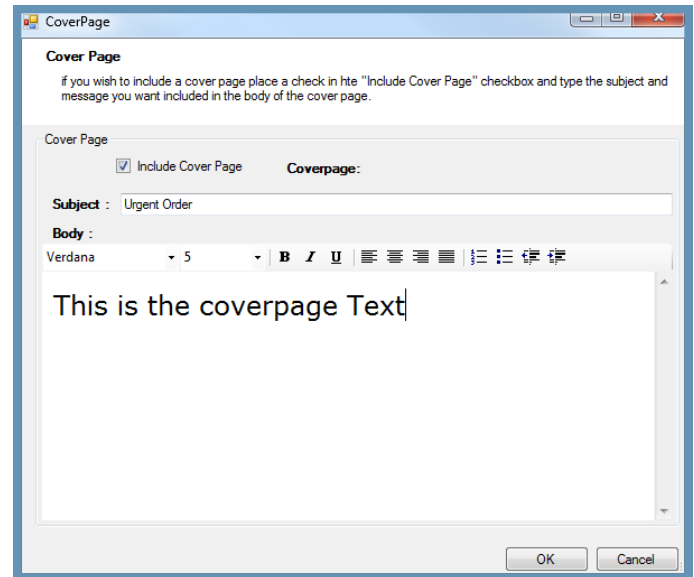 CoverPage
Cover Page
if you wish to include a cover page place a check in hte "Include Cover Page" checkbox and type the subject and
message you want included in the body of the cover page.
Cover Page
Include Cover Page Coverpage:
Subject : Urgent Order
Body :
Verdana 5 B I U
This is the coverpage Text
OK Cancel